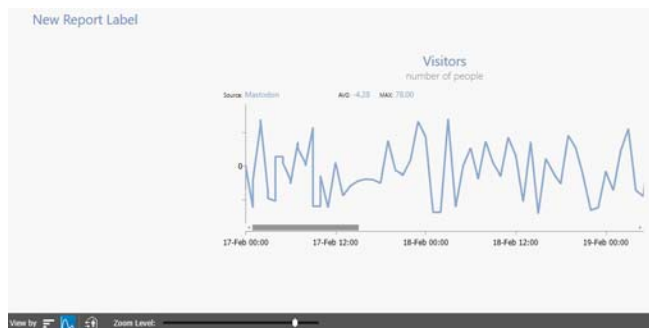 New Report Label
Visitors
number of people
Source: Mastodon AVG: -4.28 MAX: 78.00
0
17-Feb 00:00 17-Feb 12:00 18-Feb 00:00 18-Feb 12:00 19-Feb 00:00
View by Zoom Level: